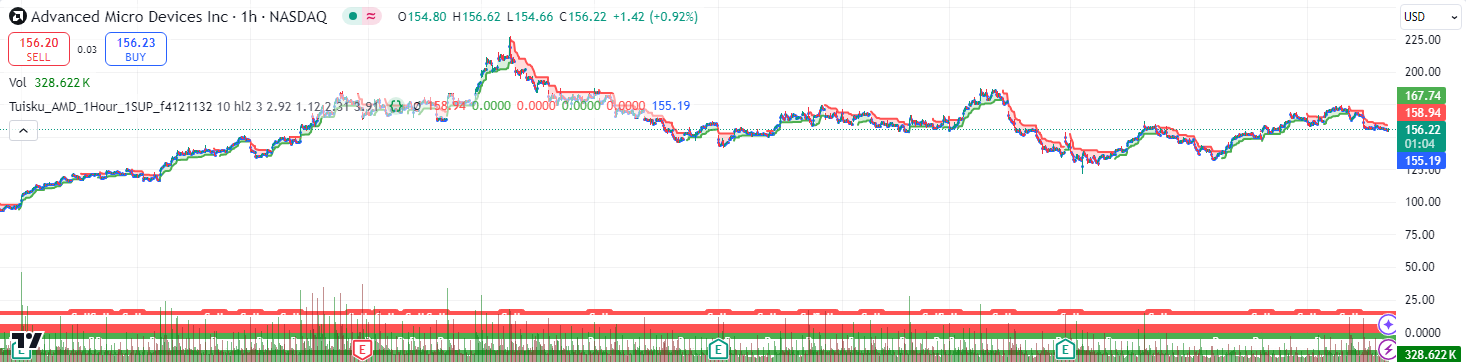 Advanced Micro Devices Inc · 1h · NASDAQ ≈ O154.80 H156.62 L154.66 C156.22 +1.42 (+0.92%)
USD
156.20 SELL
0.03
156.23 BUY
Vol 328.622 K
Tuisku_AMD_1Hour_1SUP_f4121132 10 hl2 3 2.92 1.12 2.31 3.91 Ø 158.94 0.0000 0.0000 0.0000 0.0000 155.19
225.00
200.00
167.74
158.94
156.22
01:04
155.19
125.00
100.00
75.00
50.00
25.00
0.0000
328.622 K
E
E
E
E